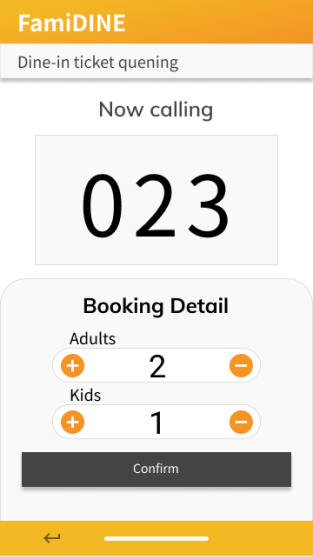 FamiDINE
Dine-in ticket quening
Now calling
023
Booking Detail
Adults
2
Kids
1
Confirm